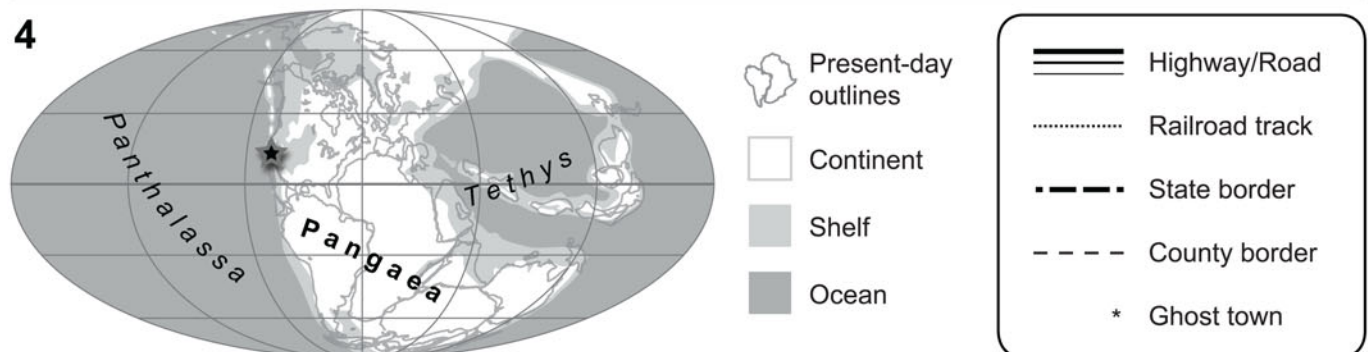 4
Panthalassa
Pangaea
Tethys
Present-day
outlines
Continent
Shelf
Ocean
Highway/Road
Railroad track
State border
County border
* Ghost town